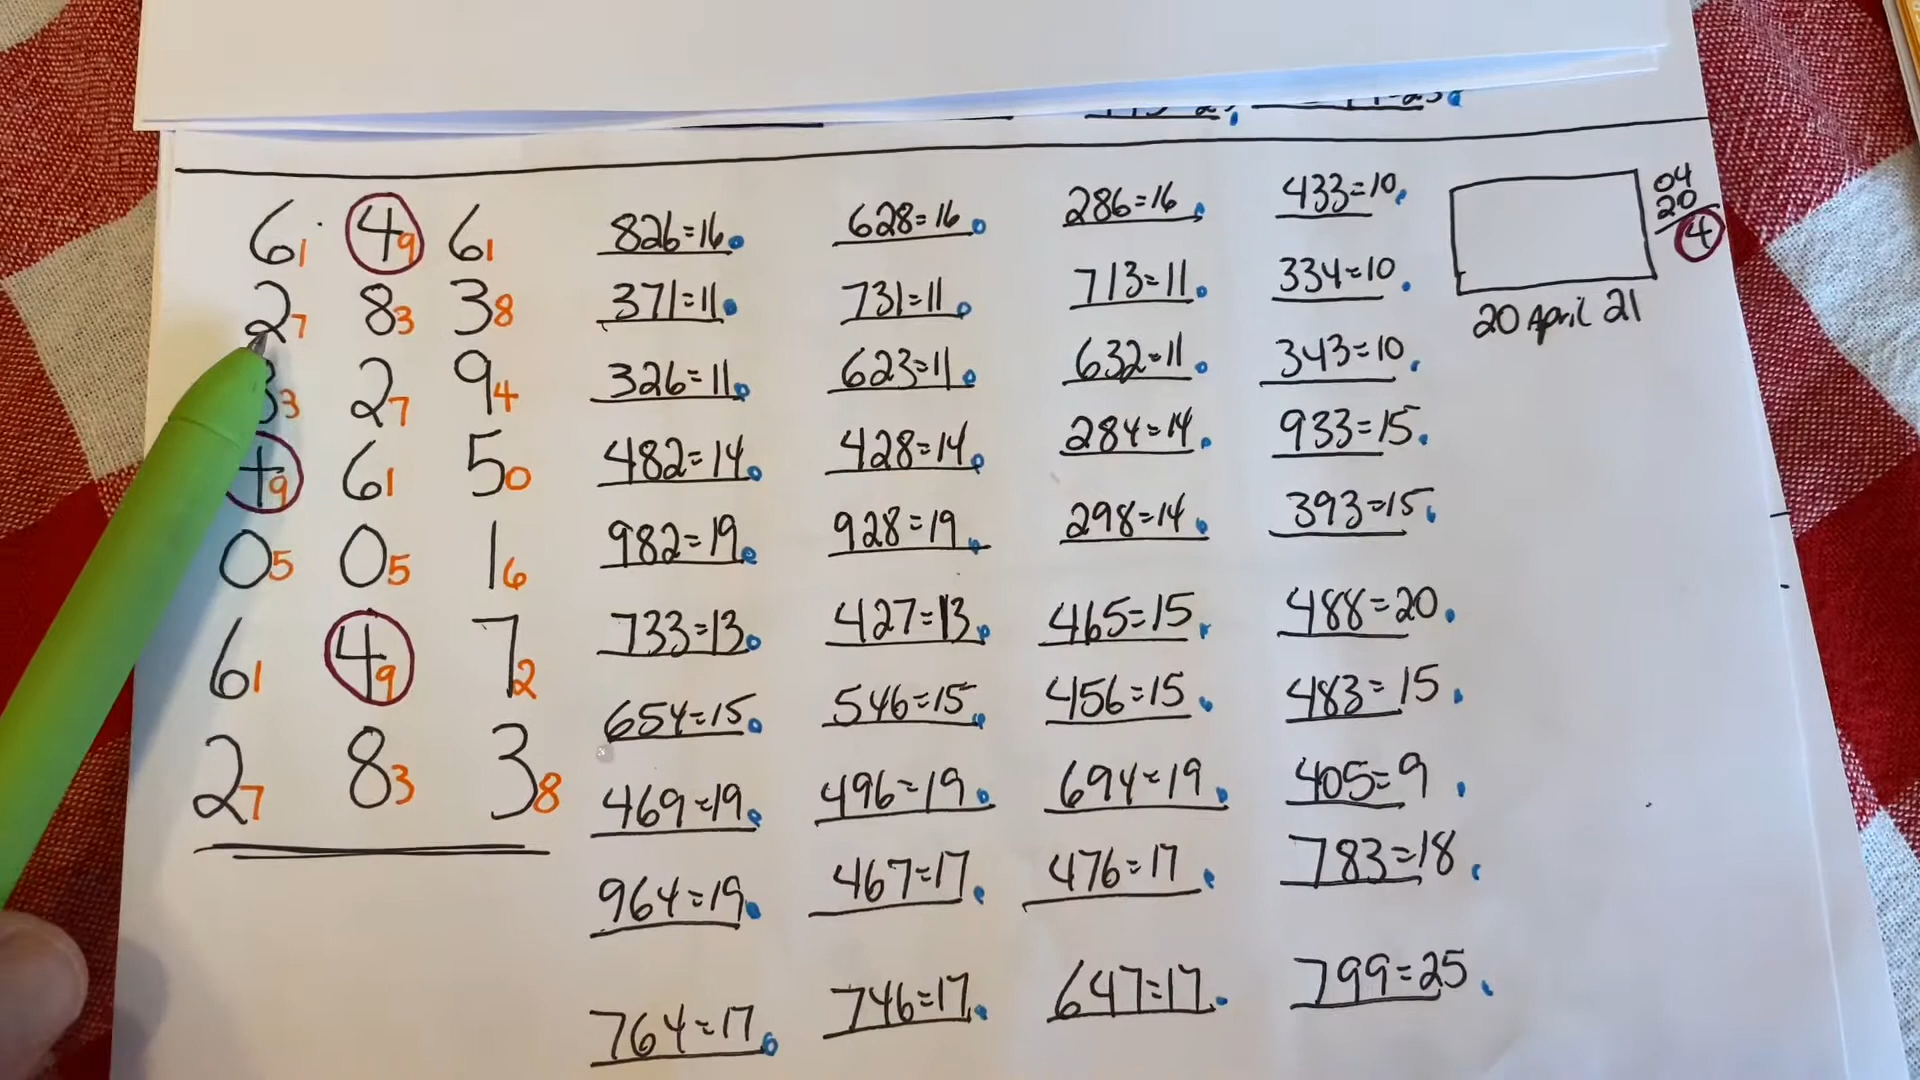 6 1 4 9 6 1
2 7 8 3 3 8
3 2 7 9 4
9 6 1 5 0
0 5 0 5 1 6
6 1 4 9 7 2
2 7 8 3 3 8
826=16 628=16 286=16 433=10
371=11 731=11 713=11 334=10
326=11 623=11 632=11 343=10
482=14 428=14 284=14 933=15
982=19 928=19 298=14 393=15
733=13 427=13 465=15 488=20
654=15 546=15 456=15 483=15
469=19 496=19 694=19 405=9
964=19 467=17 476=17 783=18
764=17 746=17 647=17 799=25
04
20
4
20 April 21